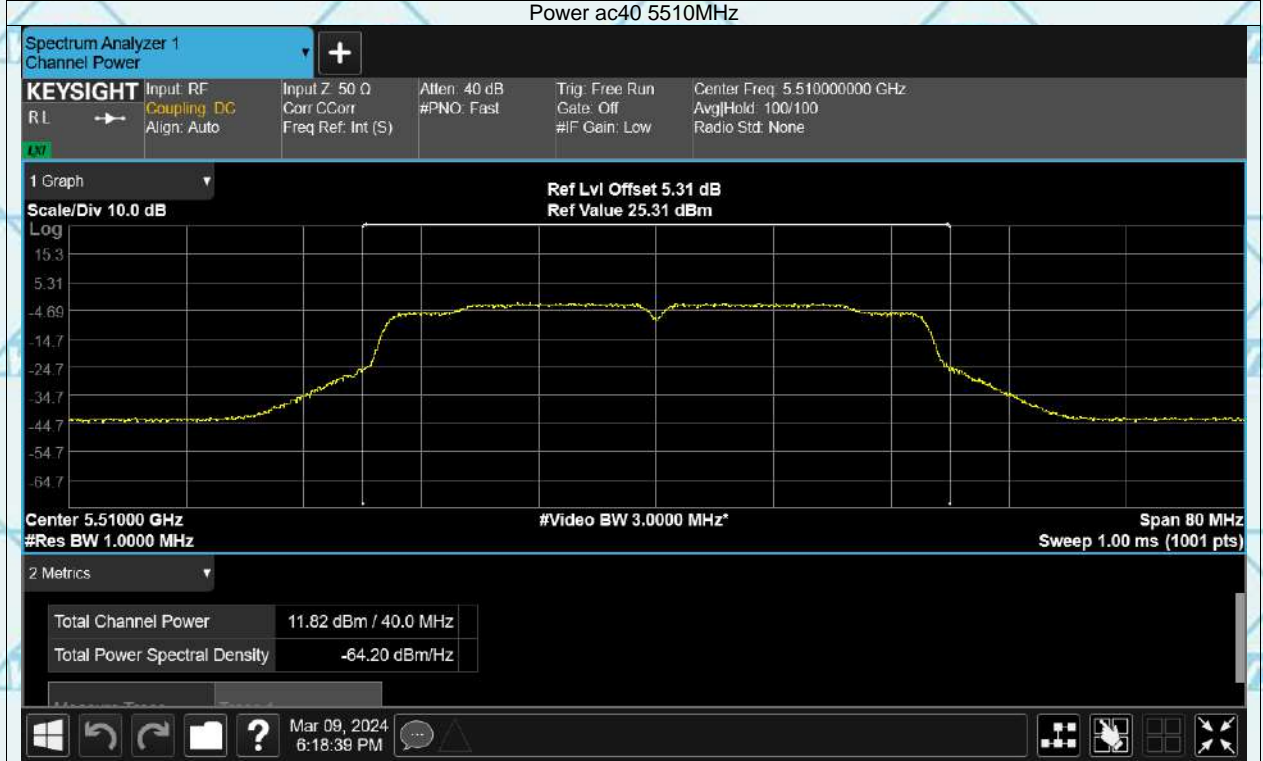 Power ac40 5510MHz
Spectrum Analyzer 1
Channel Power
+
KEYSIGHT
RL
LXI
Input: RF
Coupling: DC
Align: Auto
Input Z: 50 Ω
Corr CCorr
Freq Ref: Int (S)
Atten: 40 dB
#PNO: Fast
Trig: Free Run
Gate: Off
#IF Gain: Low
Center Freq: 5.510000000 GHz
Avg|Hold: 100/100
Radio Std: None
1 Graph
Scale/Div 10.0 dB
Ref Lvl Offset 5.31 dB
Ref Value 25.31 dBm
Log
15.3
5.31
-4.69
-14.7
-24.7
-34.7
-44.7
-54.7
-64.7
Center 5.51000 GHz
#Video BW 3.0000 MHz*
Span 80 MHz
#Res BW 1.0000 MHz
Sweep 1.00 ms (1001 pts)
2 Metrics
Total Channel Power 11.82 dBm / 40.0 MHz
Total Power Spectral Density -64.20 dBm/Hz
?
Mar 09, 2024
6:18:39 PM